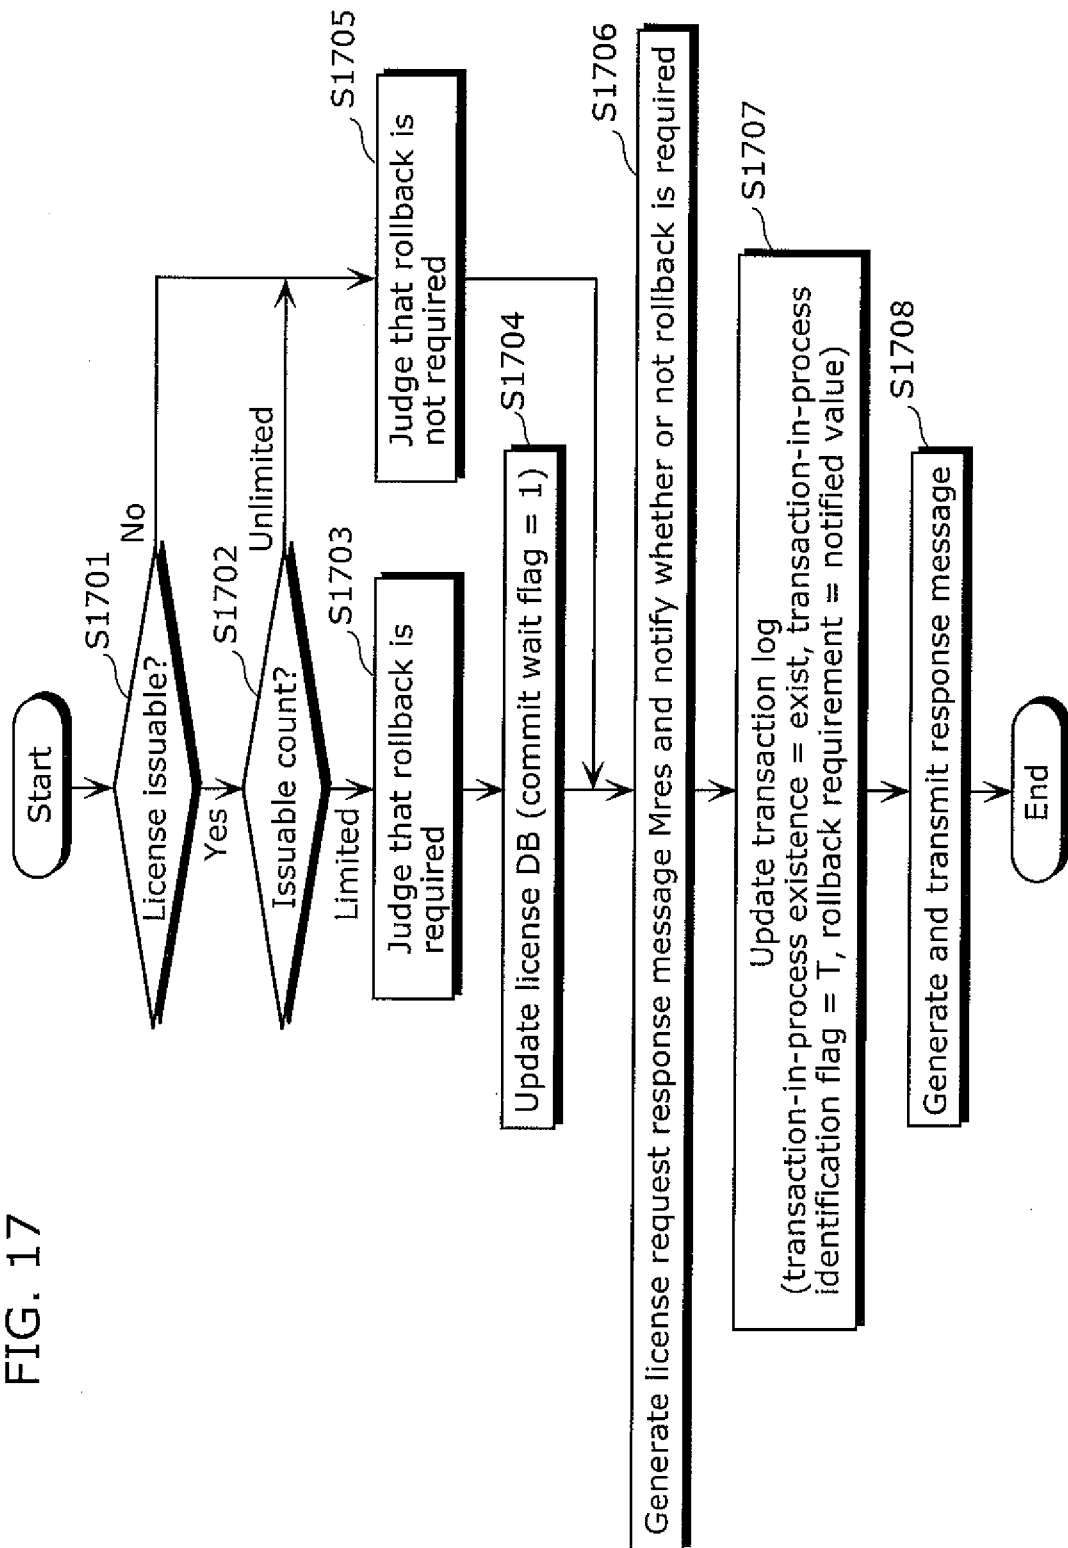 FIG. 17
Start
S1701
License issuable?
No
Yes
S1702
Issuable count?
Unlimited
Limited
S1703
Judge that rollback is
required
S1705
Judge that rollback is
not required
S1704
Update license DB (commit wait flag = 1)
S1706
Generate license request response message Mres and notify whether or not rollback is required
S1707
Update transaction log
(transaction-in-process existence = exist, transaction-in-process
identification flag = T, rollback requirement = notified value)
S1708
Generate and transmit response message
End